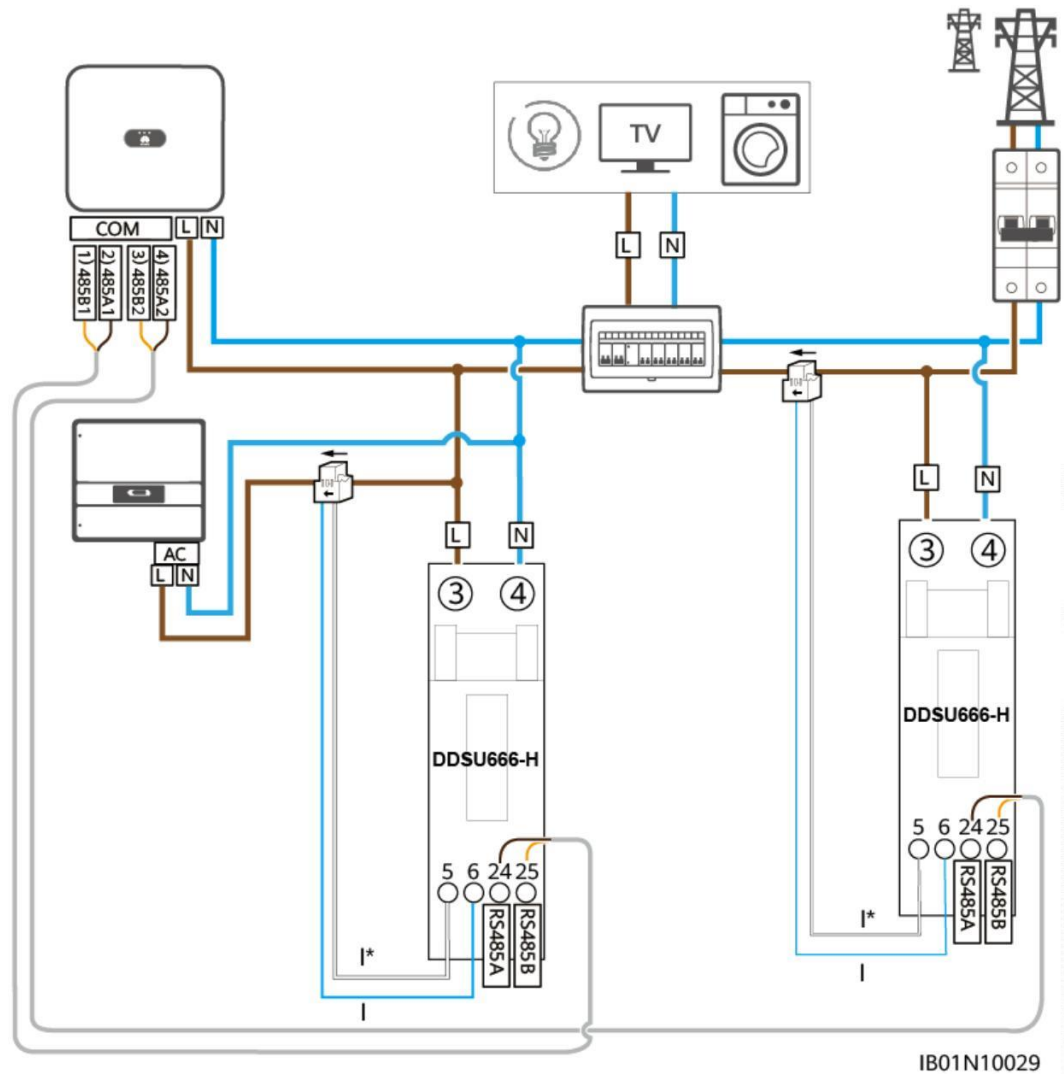 TV
COM
L
N
1) 485B1
2) 485A1
3) 485B2
4) 485A2
L
N
AC
L
N
L
N
3
4
DDSU666-H
5
6
24
25
RS485A
RS485B
I*
I
L
N
3
4
DDSU666-H
5
6
24
25
RS485A
RS485B
I*
I
IB01N10029